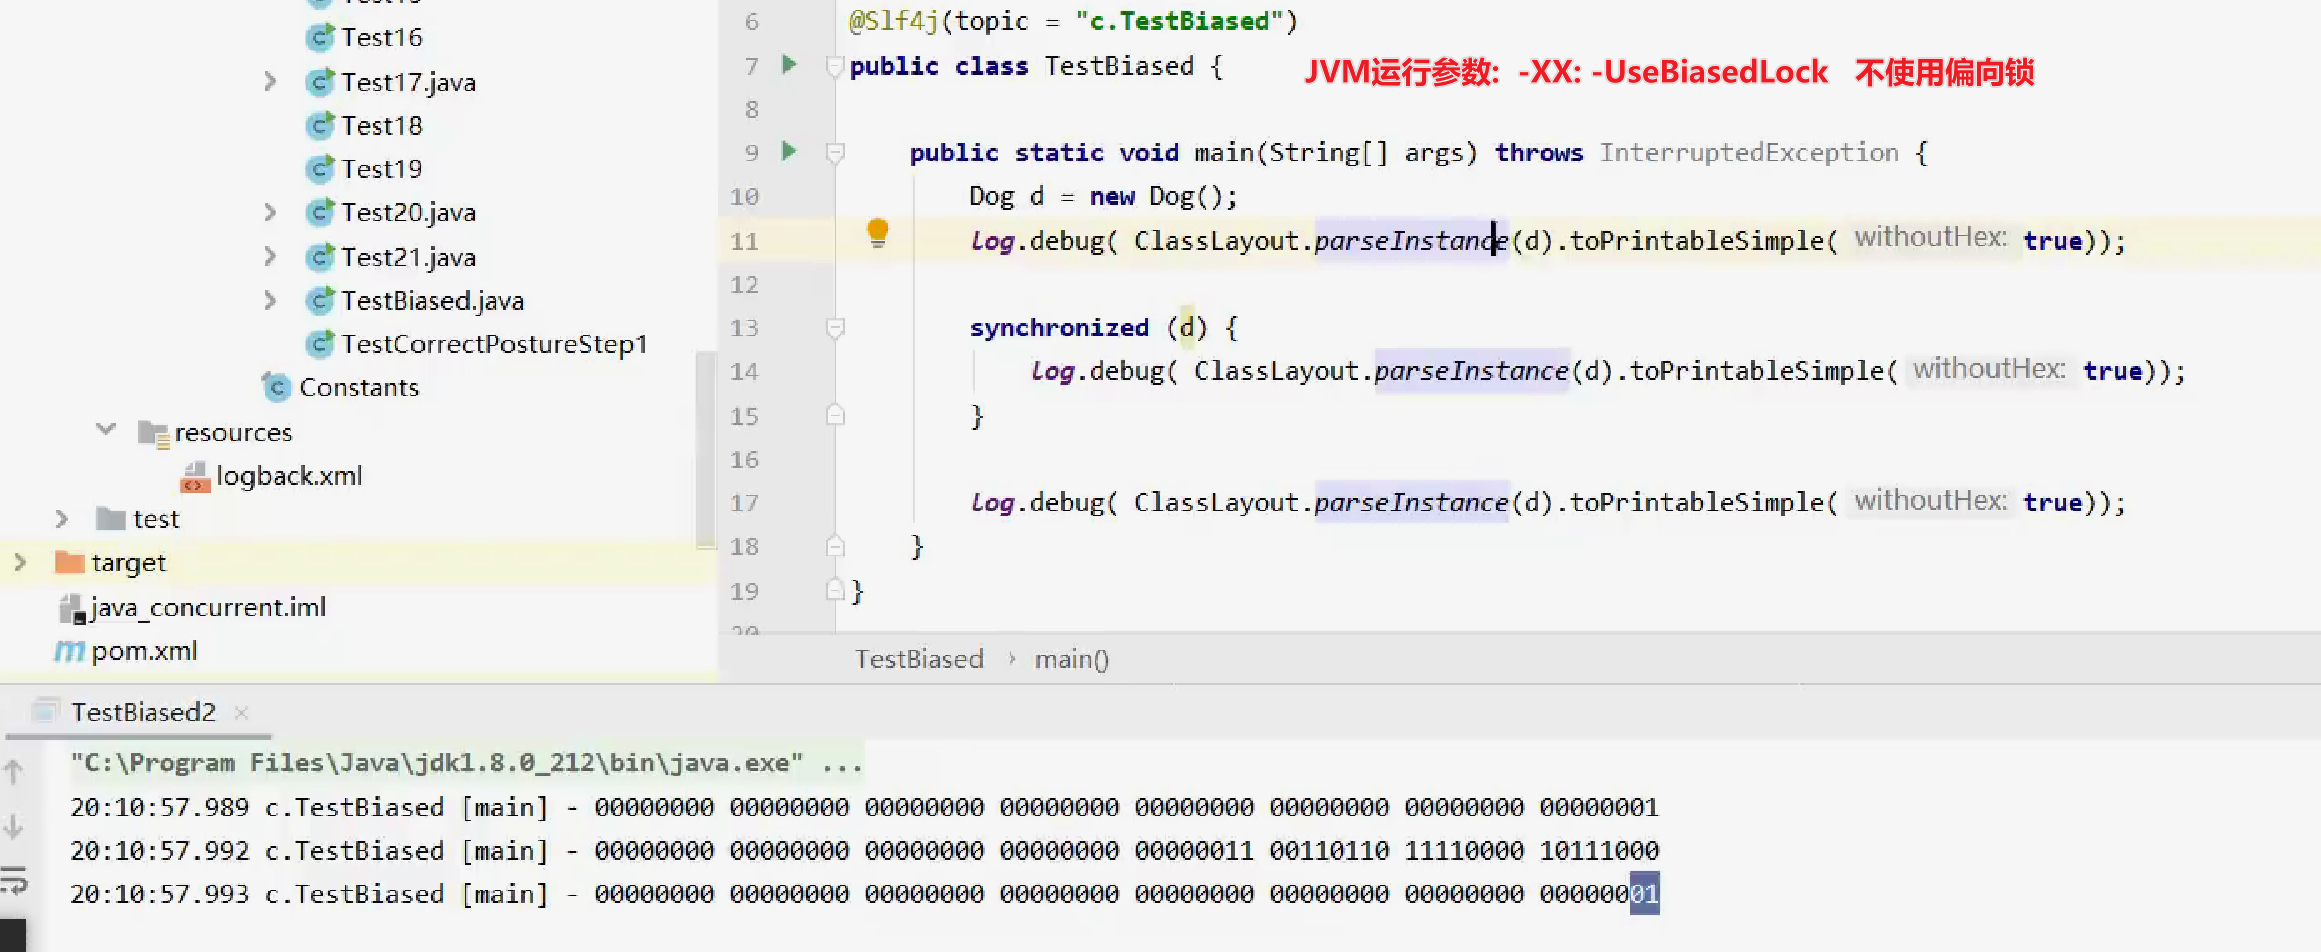 Test16
Test17.java
Test18
Test19
Test20.java
Test21.java
TestBiased.java
TestCorrectPostureStep1
Constants
resources
logback.xml
test
target
java_concurrent.iml
pom.xml
6 @Slf4j(topic = "c.TestBiased")
7 public class TestBiased {
JVM运行参数: -XX: -UseBiasedLock 不使用偏向锁
8
9 public static void main(String[] args) throws InterruptedException {
10 Dog d = new Dog();
11 log.debug( ClassLayout.parseInstance(d).toPrintableSimple( withoutHex: true));
12
13 synchronized (d) {
14 log.debug( ClassLayout.parseInstance(d).toPrintableSimple( withoutHex: true));
15 }
16
17 log.debug( ClassLayout.parseInstance(d).toPrintableSimple( withoutHex: true));
18 }
19 }
20
TestBiased › main()
TestBiased2 ×
"C:\Program Files\Java\jdk1.8.0_212\bin\java.exe" ...
20:10:57.989 c.TestBiased [main] - 00000000 00000000 00000000 00000000 00000000 00000000 00000000 00000001
20:10:57.992 c.TestBiased [main] - 00000000 00000000 00000000 00000000 00000011 00110110 11110000 10111000
20:10:57.993 c.TestBiased [main] - 00000000 00000000 00000000 00000000 00000000 00000000 00000000 00000001